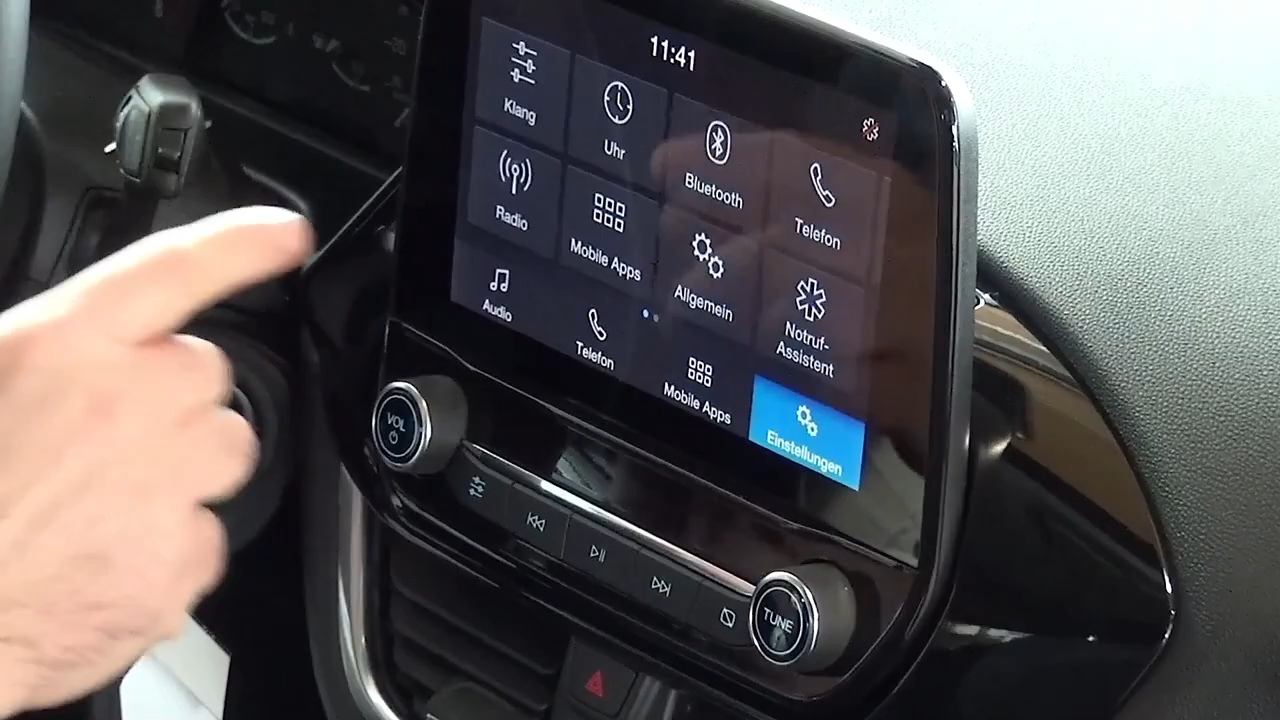 11:41
Klang
Uhr
Bluetooth
Telefon
Radio
Mobile Apps
Allgemein
Notruf-
Assistent
Audio
Telefon
Mobile Apps
Einstellungen
VOL
TUNE